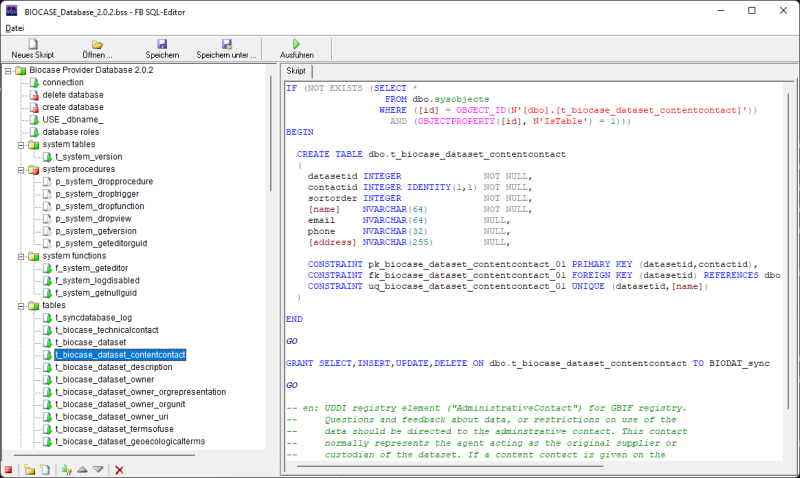 BIOCASE_Database_2.0.2.bss - FB SQL-Editor
Datei
Neues Skript
Öffnen ...
Speichern
Speichern unter ...
Ausführen
Biocase Provider Database 2.0.2
connection
delete database
create database
USE _dbname_
database roles
system tables
t_system_version
system procedures
p_system_dropprocedure
p_system_droptrigger
p_system_dropfunction
p_system_dropview
p_system_getversion
p_system_geteditorguid
system functions
f_system_geteditor
f_system_logdisabled
f_system_getnullguid
tables
t_syncdatabase_log
t_biocase_technicalcontact
t_biocase_dataset
t_biocase_dataset_contentcontact
t_biocase_dataset_description
t_biocase_dataset_owner
t_biocase_dataset_owner_orgrepresentation
t_biocase_dataset_owner_orgunit
t_biocase_dataset_owner_uri
t_biocase_dataset_termsofuse
t_biocase_dataset_geoecologicalterms
Skript
IF (NOT EXISTS (SELECT *
FROM dbo.sysobjects
WHERE ([id] = OBJECT_ID(N'[dbo].[t_biocase_dataset_contentcontact]'))
AND (OBJECTPROPERTY([id], N'IsTable') = 1)))
BEGIN
CREATE TABLE dbo.t_biocase_dataset_contentcontact
(
datasetid INTEGER NOT NULL,
contactid INTEGER IDENTITY(1,1) NOT NULL,
sortorder INTEGER NOT NULL,
[name] NVARCHAR(64) NOT NULL,
email NVARCHAR(64) NULL,
phone NVARCHAR(32) NULL,
[address] NVARCHAR(255) NULL,
CONSTRAINT pk_biocase_dataset_contentcontact_01 PRIMARY KEY (datasetid,contactid),
CONSTRAINT fk_biocase_dataset_contentcontact_01 FOREIGN KEY (datasetid) REFERENCES dbo
CONSTRAINT uq_biocase_dataset_contentcontact_01 UNIQUE (datasetid,[name])
)
END
GO
GRANT SELECT,INSERT,UPDATE,DELETE ON dbo.t_biocase_dataset_contentcontact TO BIODAT_sync
GO
-- en: UDDI registry element ("AdministrativeContact") for GBIF registry.
-- Questions and feedback about data, or restrictions on use of the
-- data should be directed to the adminstrative contact. This contact
-- normally represents the agent acting as the original supplier or
-- custodian of the dataset. If a content contact is given on the